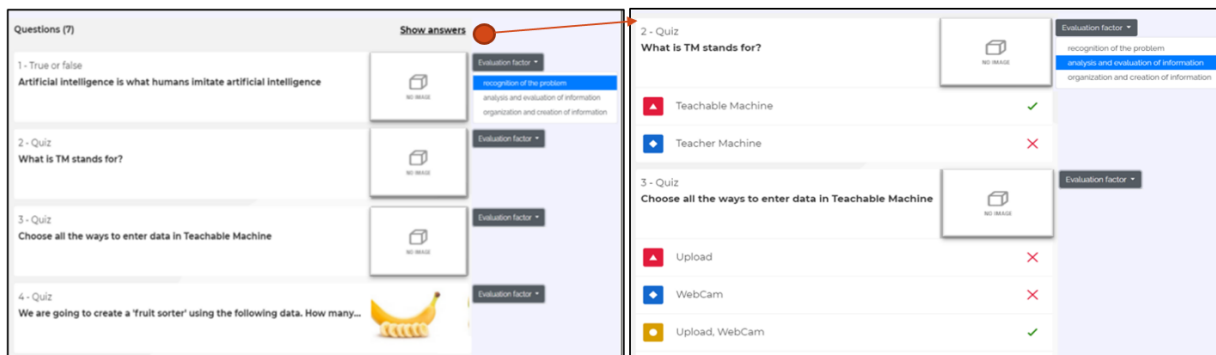 Questions (7)
Show answers
1 - True or false
Artificial intelligence is what humans imitate artificial intelligence
NO IMAGE
Evaluation factor
recognition of the problem
analysis and evaluation of information
organization and creation of information
2 - Quiz
What is TM stands for?
NO IMAGE
Evaluation factor
3 - Quiz
Choose all the ways to enter data in Teachable Machine
NO IMAGE
Evaluation factor
4 - Quiz
We are going to create a 'fruit sorter' using the following data. How many...
Evaluation factor
2 - Quiz
What is TM stands for?
NO IMAGE
Evaluation factor
recognition of the problem
analysis and evaluation of information
organization and creation of information
Teachable Machine
Teacher Machine
3 - Quiz
Choose all the ways to enter data in Teachable Machine
NO IMAGE
Evaluation factor
Upload
WebCam
Upload, WebCam